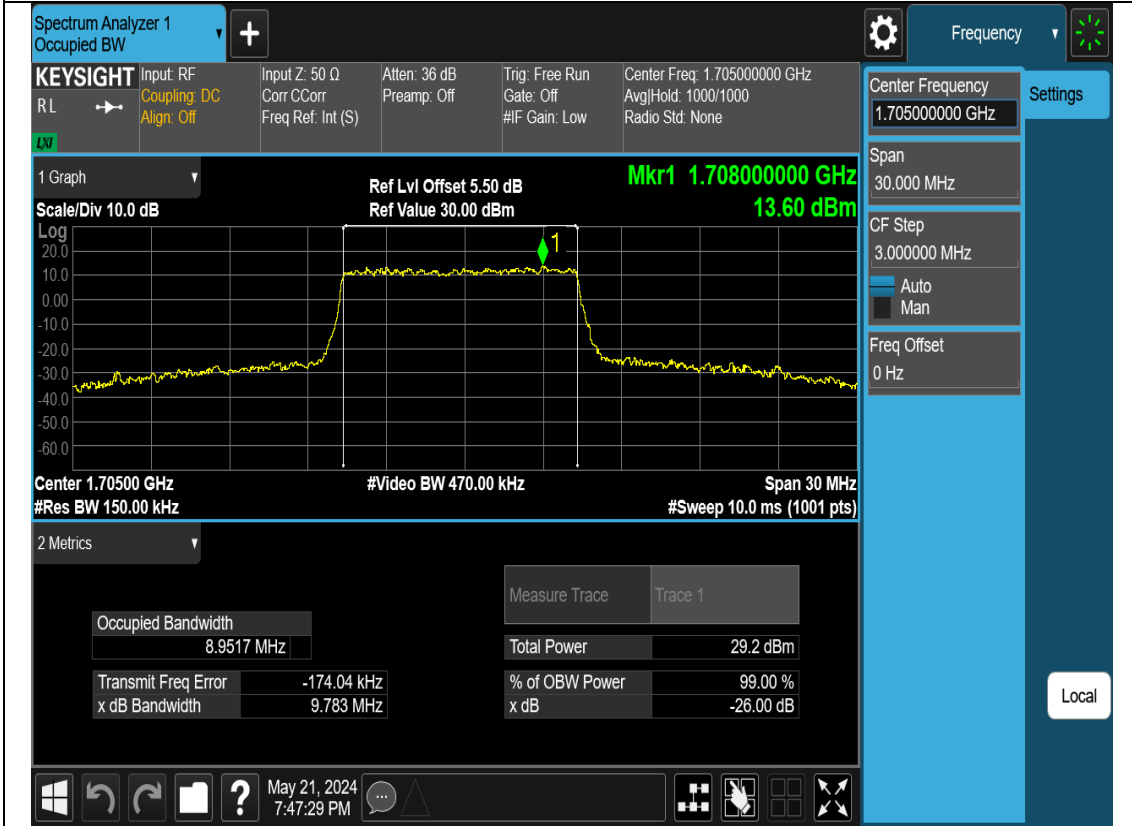 Spectrum Analyzer 1
Occupied BW
+
Frequency
KEYSIGHT
R L
LXI
Input: RF
Coupling: DC
Align: Off
Input Z: 50 Ω
Corr CCorr
Freq Ref: Int (S)
Atten: 36 dB
Preamp: Off
Trig: Free Run
Gate: Off
#IF Gain: Low
Center Freq: 1.705000000 GHz
Avg|Hold: 1000/1000
Radio Std: None
Center Frequency
1.705000000 GHz
Settings
Span
30.000 MHz
CF Step
3.000000 MHz
Auto
Man
Freq Offset
0 Hz
Local
1 Graph
Scale/Div 10.0 dB
Ref Lvl Offset 5.50 dB
Ref Value 30.00 dBm
Mkr1 1.708000000 GHz
13.60 dBm
Log
1
20.0
10.0
0.00
-10.0
-20.0
-30.0
-40.0
-50.0
-60.0
Center 1.70500 GHz
#Video BW 470.00 kHz
Span 30 MHz
#Res BW 150.00 kHz
#Sweep 10.0 ms (1001 pts)
2 Metrics
Measure Trace Trace 1
Occupied Bandwidth
8.9517 MHz
Total Power 29.2 dBm
Transmit Freq Error -174.04 kHz
% of OBW Power 99.00 %
x dB Bandwidth 9.783 MHz
x dB -26.00 dB
?
May 21, 2024
7:47:29 PM